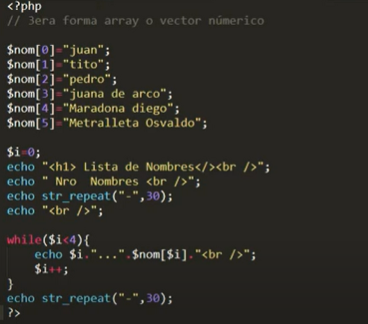 <?php
// 3era forma array o vector númerico
$nom[0]="juan";
$nom[1]="tito";
$nom[2]="pedro";
$nom[3]="juana de arco";
$nom[4]="Maradona diego";
$nom[5]="Metralleta Osvaldo";
$i=0;
echo "<h1> Lista de Nombres</><br />";
echo " Nro  Nombres <br />";
echo str_repeat("-",30);
echo "<br />";
while($i<4){
    echo $i."...".$nom[$i]."<br />";
    $i++;
}
echo str_repeat("-",30);
?>